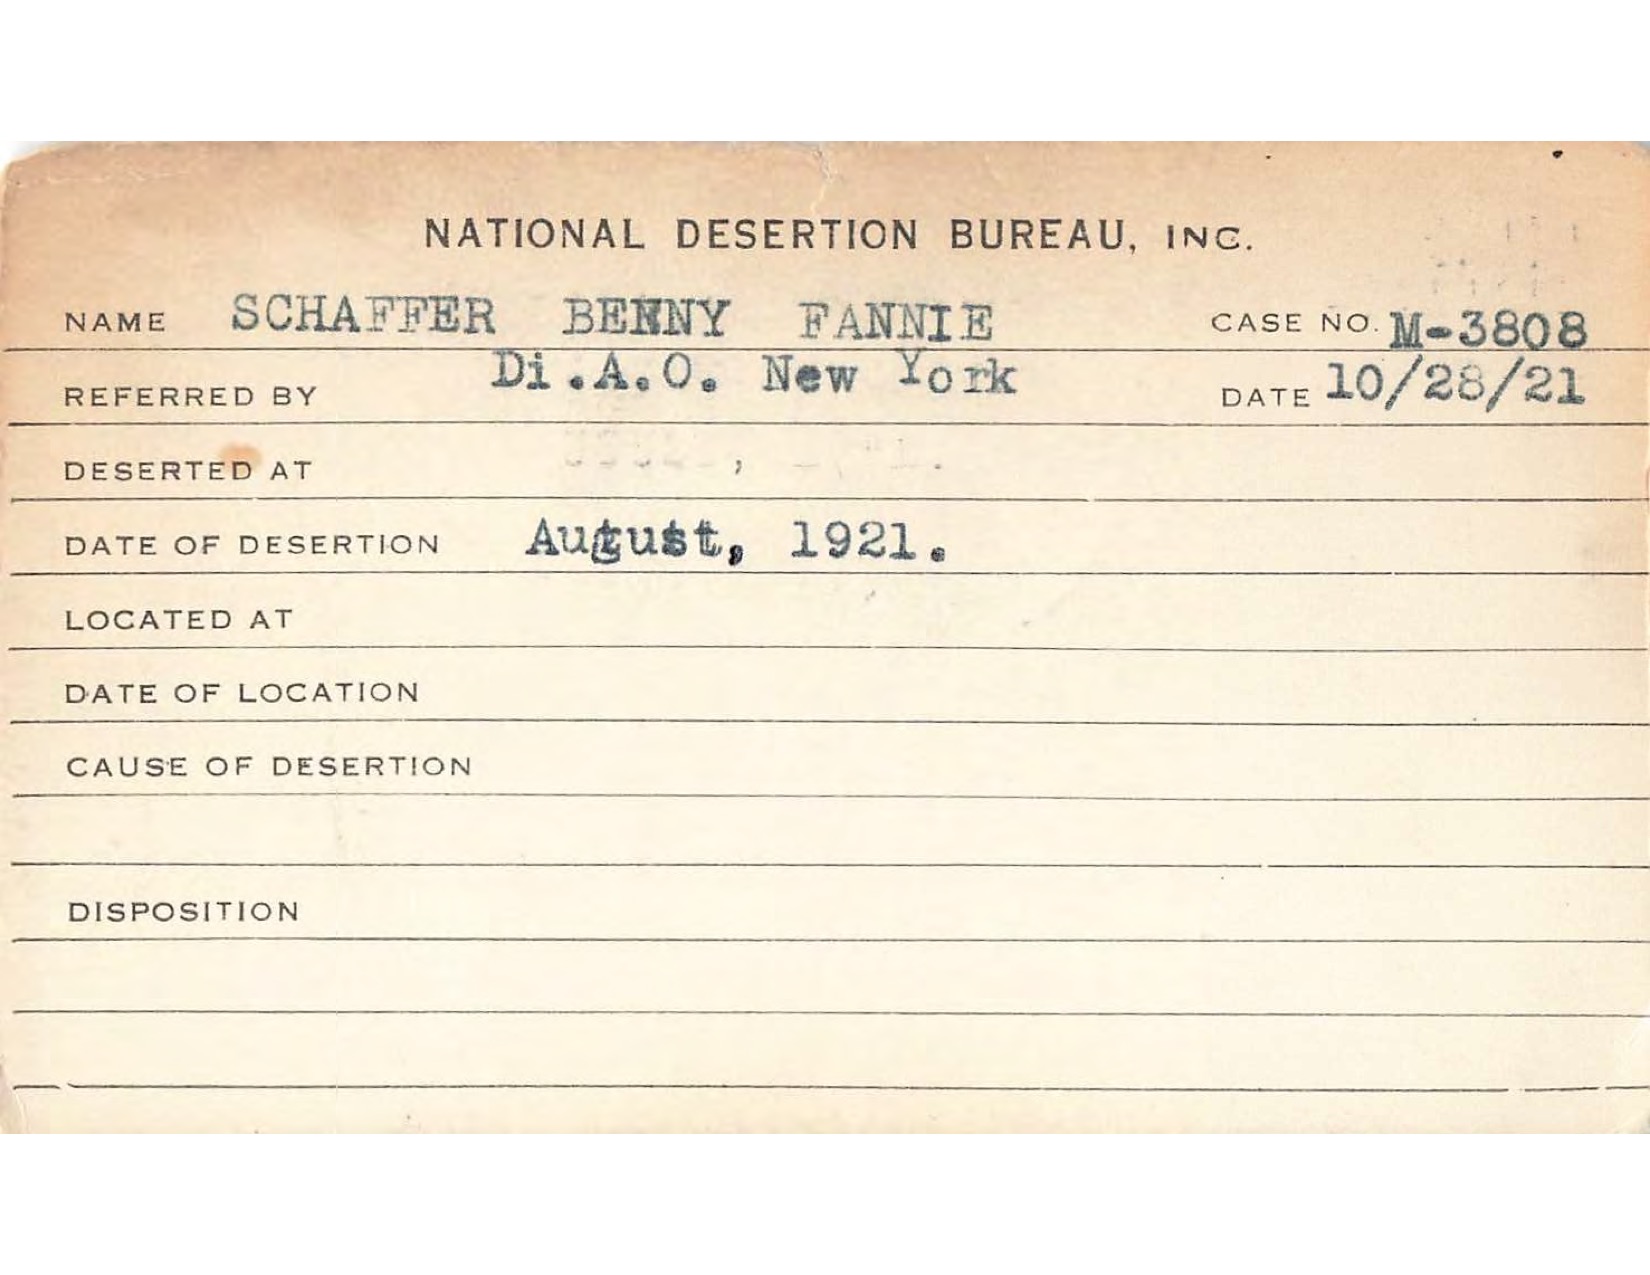 NATIONAL DESERTION BUREAU, INC.
NAME SCHAFFER BENNY FANNIE CASE NO. M-3808
REFERRED BY Di.A.O. New York DATE 10/28/21
DESERTED AT
DATE OF DESERTION August, 1921.
LOCATED AT
DATE OF LOCATION
CAUSE OF DESERTION
DISPOSITION